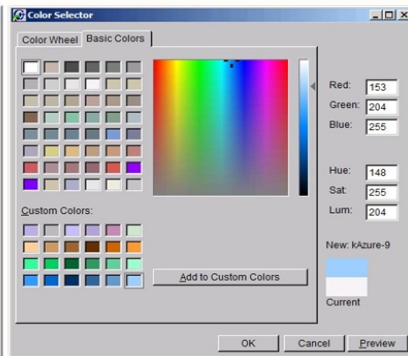 Color Selector
Color Wheel Basic Colors
Red: 153
Green: 204
Blue: 255
Hue: 148
Sat: 255
Lum: 204
Custom Colors:
New: kAzure-9
Add to Custom Colors
Current
OK Cancel Preview